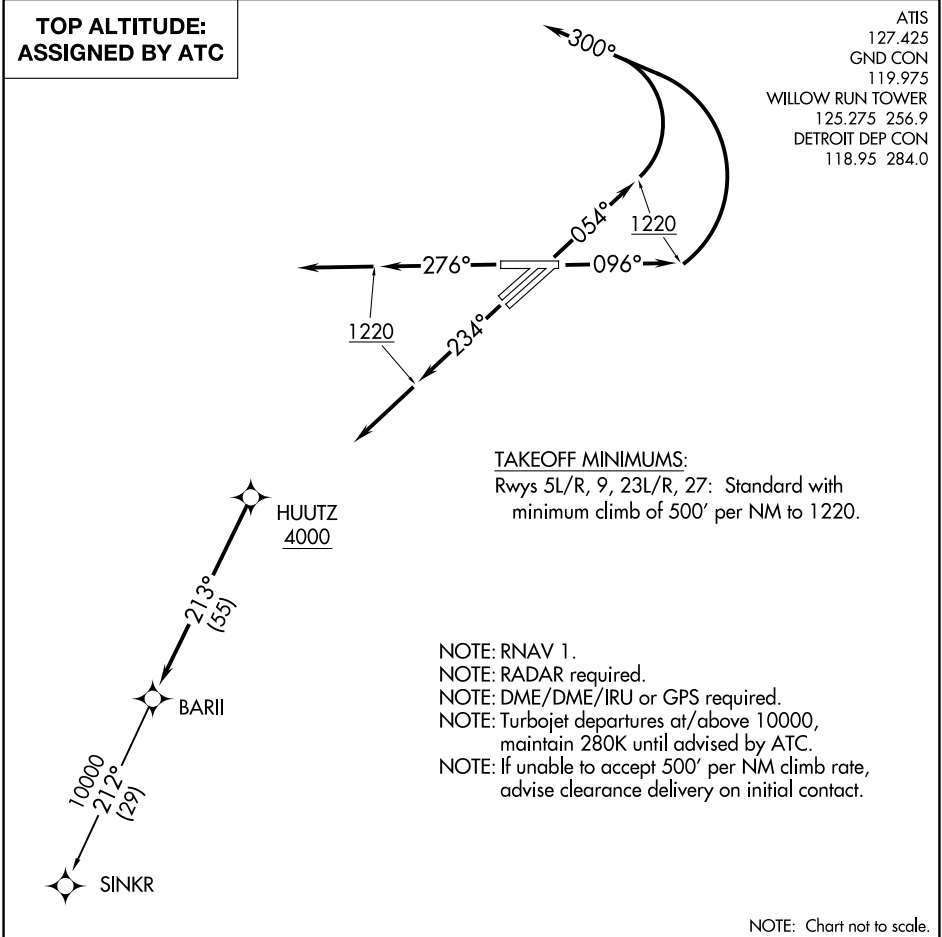 TOP ALTITUDE:
ASSIGNED BY ATC
ATIS
127.425
GND CON
119.975
WILLOW RUN TOWER
125.275 256.9
DETROIT DEP CON
118.95 284.0
300°
054°
1220
276°
096°
1220
234°
TAKEOFF MINIMUMS:
Rwys 5L/R, 9, 23L/R, 27: Standard with
minimum climb of 500' per NM to 1220.
HUUTZ
4000
213°
(55)
BARII
10000
212°
(29)
SINKR
NOTE: RNAV 1.
NOTE: RADAR required.
NOTE: DME/DME/IRU or GPS required.
NOTE: Turbojet departures at/above 10000,
maintain 280K until advised by ATC.
NOTE: If unable to accept 500' per NM climb rate,
advise clearance delivery on initial contact.
NOTE: Chart not to scale.